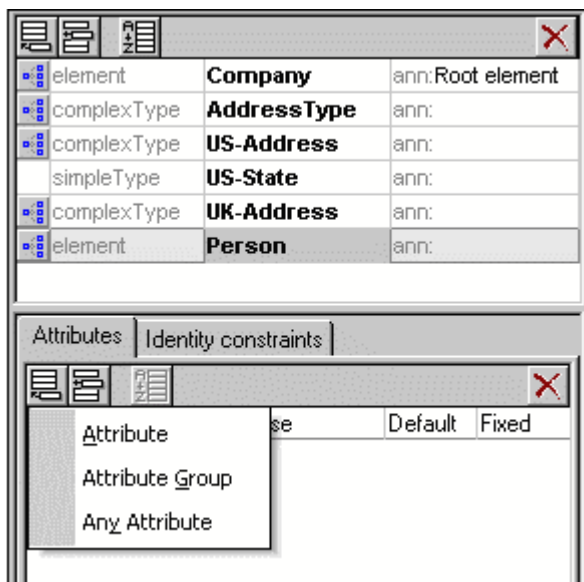 A Z
element Company ann:Root element
complexType AddressType ann:
complexType US-Address ann:
simpleType US-State ann:
complexType UK-Address ann:
element Person ann:
Attributes Identity constraints
A Z
se Default Fixed
Attribute
Attribute Group
Any Attribute